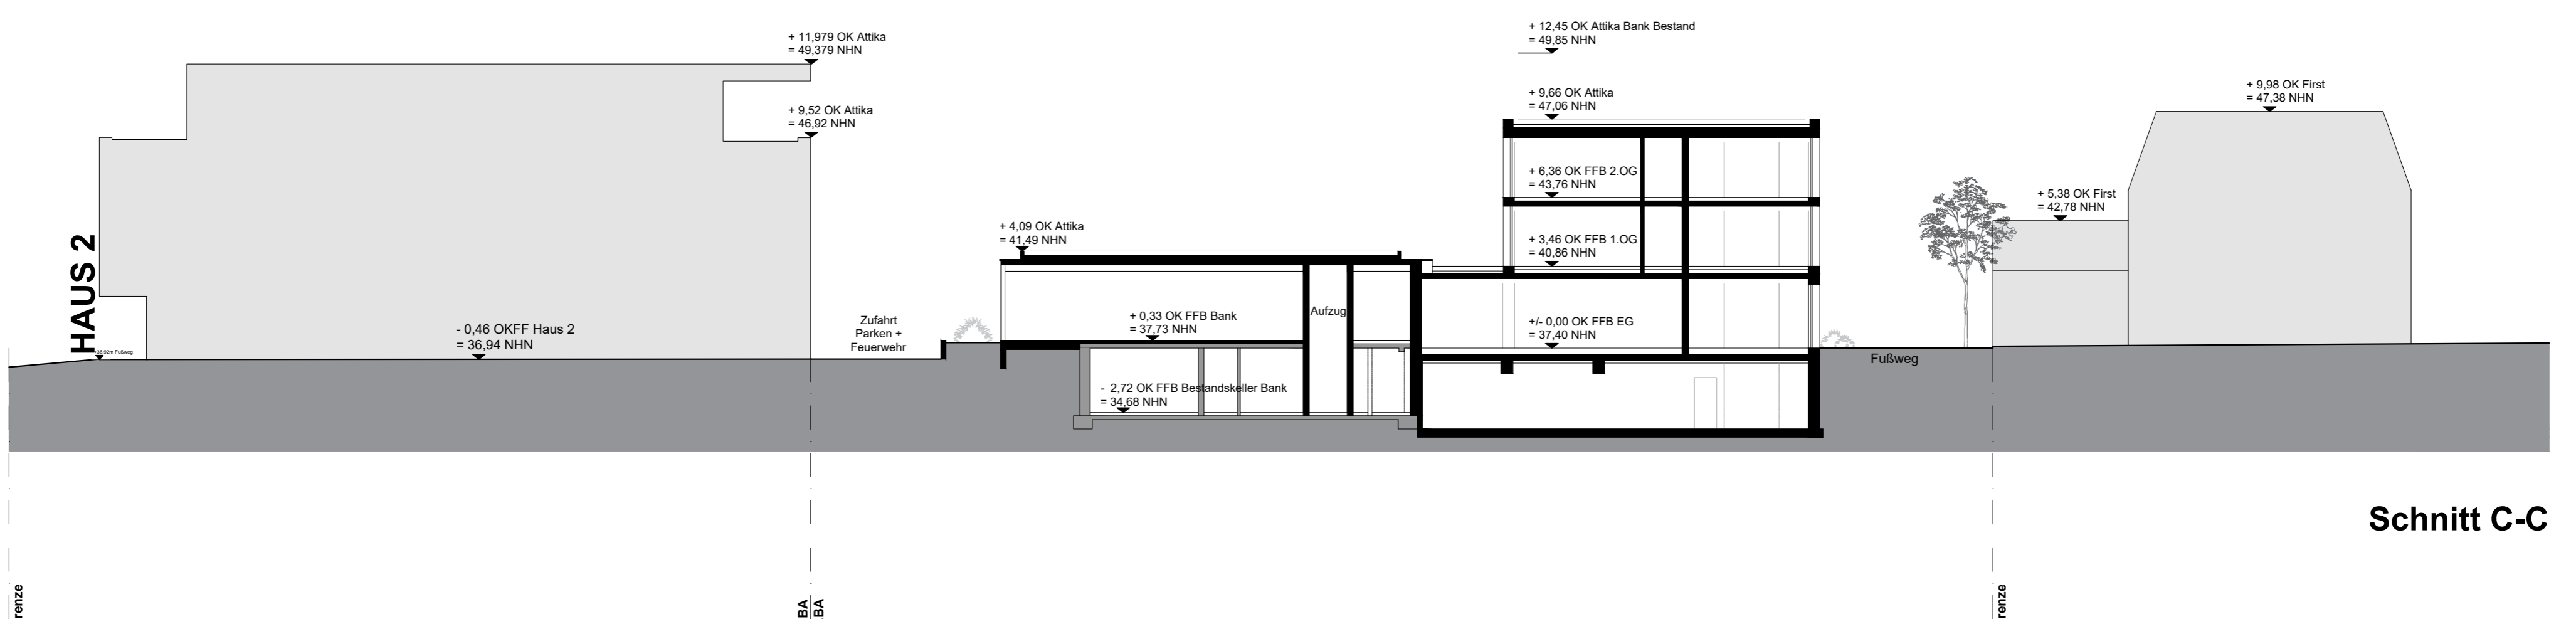 + 12,45 OK Attika Bank Bestand
= 49,85 NHN
+ 11,979 OK Attika
= 49,379 NHN
+ 9,98 OK First
= 47,38 NHN
+ 9,66 OK Attika
= 47,06 NHN
+ 9,52 OK Attika
= 46,92 NHN
+ 6,36 OK FFB 2.OG
= 43,76 NHN
+ 5,38 OK First
= 42,78 NHN
+ 4,09 OK Attika
= 41,49 NHN
+ 3,46 OK FFB 1.OG
= 40,86 NHN
HAUS 2
Aufzug
+ 0,33 OK FFB Bank
= 37,73 NHN
Zufahrt
Parken +
Feuerwehr
+/- 0,00 OK FFB EG
= 37,40 NHN
- 0,46 OKFF Haus 2
= 36,94 NHN
36,92m Fußweg
Fußweg
- 2,72 OK FFB Bestandskeller Bank
= 34,68 NHN
Schnitt C-C
renze
BA
BA
renze